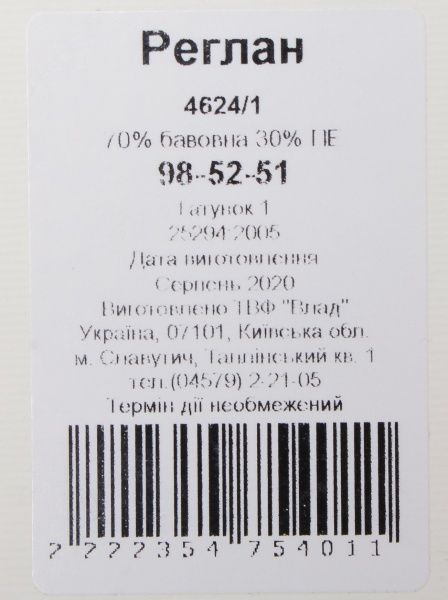 Реглан
4624/1
70% бавовна 30% ПЕ
98-52-51
Гатунок 1
25294:2005
Дата виготовлення
Серпень 2020
Виготовлено ТВФ "Влад"
Україна, 07101, Київська обл.
м. Славутич, Таллінський кв. 1
тел.(04579) 2-21-05
Термін дії необмежений
7 222354 754011